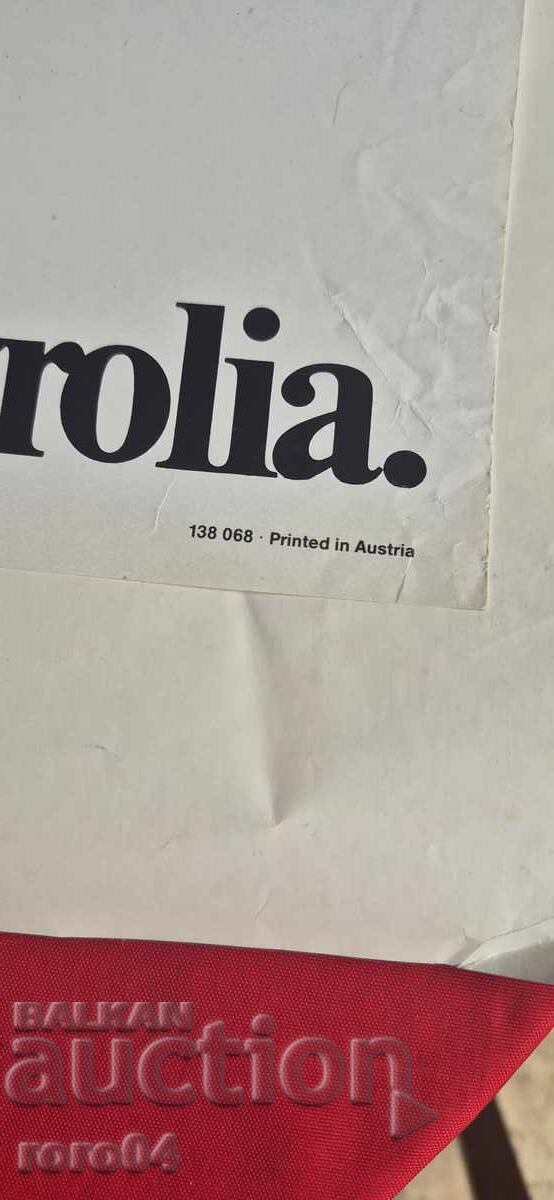 rolia.
138 068 · Printed in Austria
BALKAN
auction
roro04